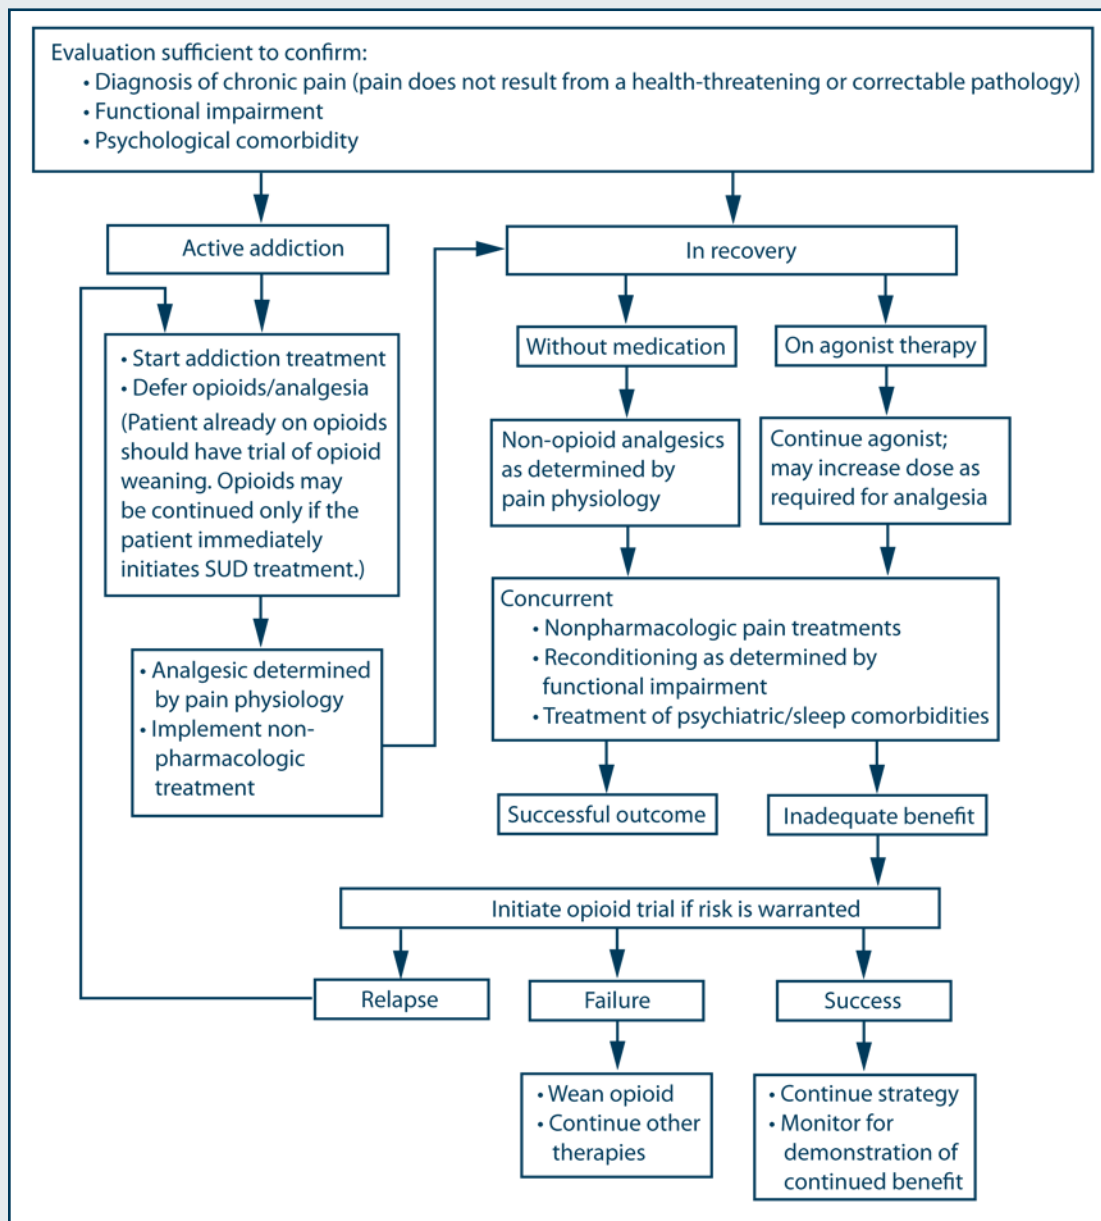 Evaluation sufficient to confirm:
• Diagnosis of chronic pain (pain does not result from a health-threatening or correctable pathology)
• Functional impairment
• Psychological comorbidity
Active addiction
In recovery
• Start addiction treatment
• Defer opioids/analgesia
(Patient already on opioids
should have trial of opioid
weaning. Opioids may
be continued only if the
patient immediately
initiates SUD treatment.)
• Analgesic determined
by pain physiology
• Implement non-
pharmacologic
treatment
Without medication
On agonist therapy
Non-opioid analgesics
as determined by
pain physiology
Continue agonist;
may increase dose as
required for analgesia
Concurrent
• Nonpharmacologic pain treatments
• Reconditioning as determined by
functional impairment
• Treatment of psychiatric/sleep comorbidities
Successful outcome
Inadequate benefit
Initiate opioid trial if risk is warranted
Relapse
Failure
Success
• Wean opioid
• Continue other
therapies
• Continue strategy
• Monitor for
demonstration of
continued benefit